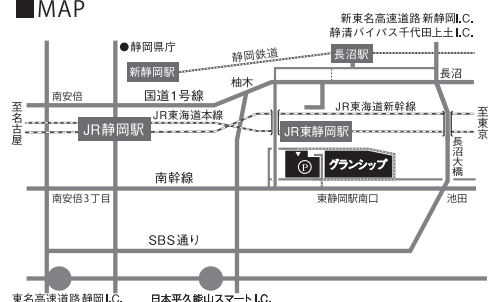 ■MAP
新東名高速道路 新静岡I.C.
静清バイパス千代田上土I.C.
●静岡県庁
静岡鉄道
長沼駅
新静岡駅
柚木
長沼
南安倍
国道1号線
至名古屋
JR東海道本線
JR東海道新幹線
至東京
JR静岡駅
JR東静岡駅
長沼大橋
P
グランシップ
南幹線
南安倍3丁目
東静岡駅南口
池田
SBS通り
東名高速道路 静岡I.C.
日本平久能山スマートI.C.